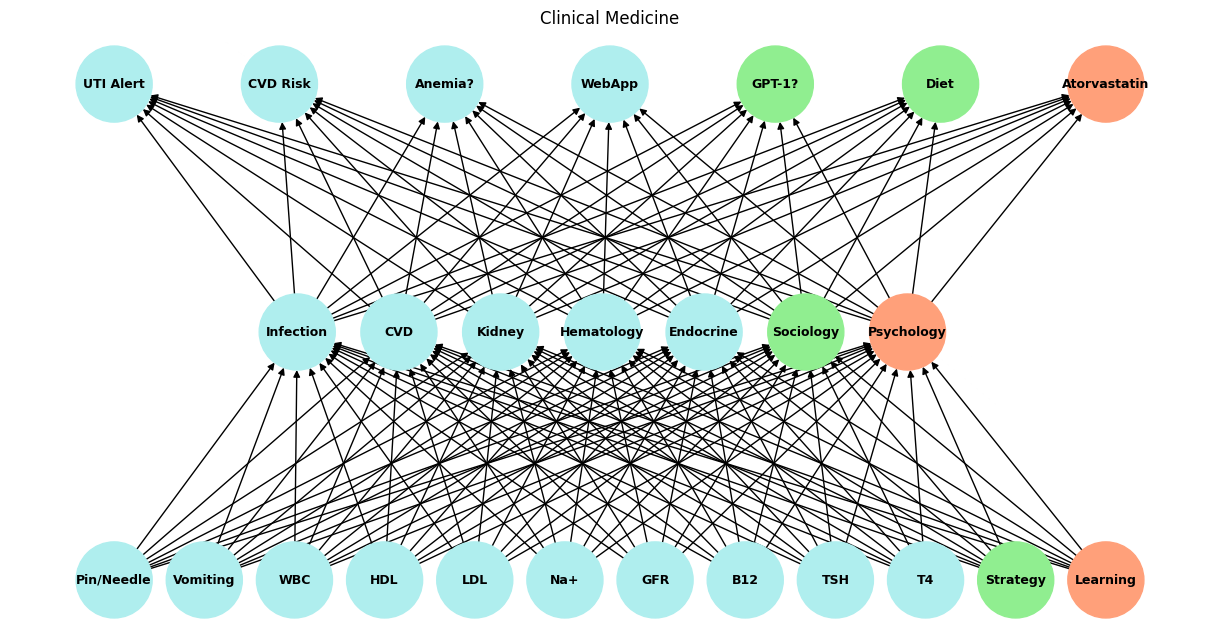 Clinical Medicine
UTI Alert
CVD Risk
Anemia?
WebApp
GPT-1?
Diet
Atorvastatin
Infection
CVD
Kidney
Hematology
Endocrine
Sociology
Psychology
Pin/Needle
Vomiting
WBC
HDL
LDL
Na+
GFR
B12
TSH
T4
Strategy
Learning